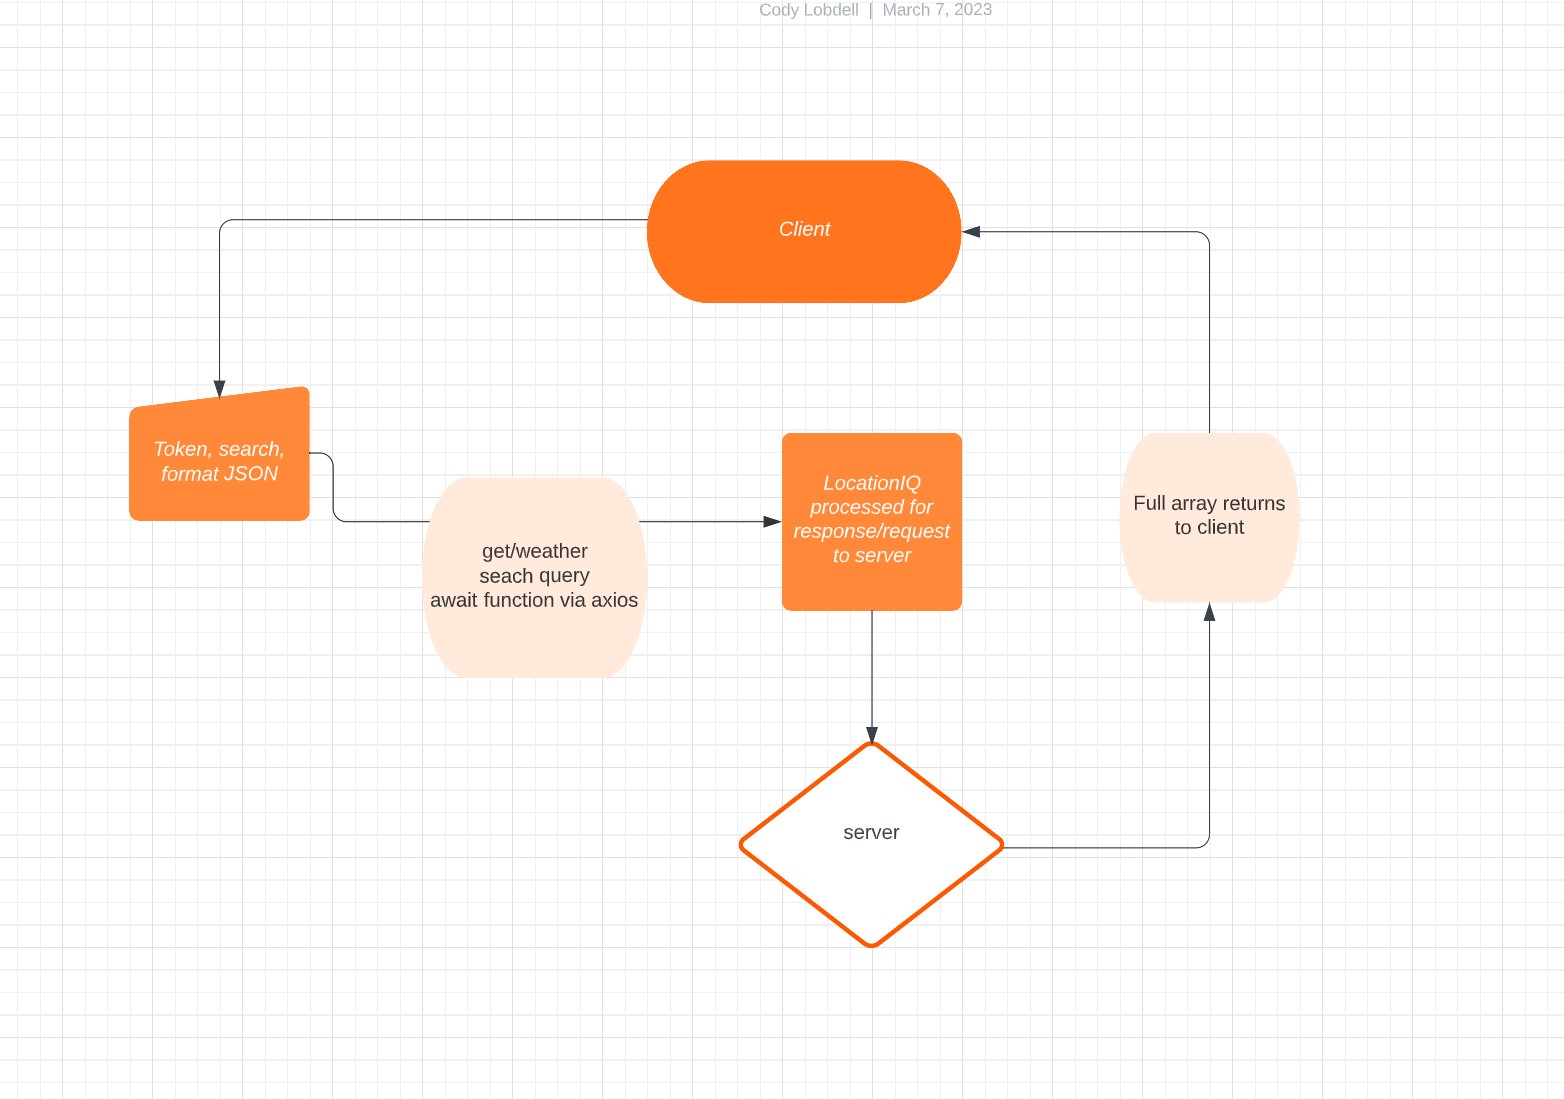 Cody Lobdell | March 7, 2023
Client
Token, search,
format JSON
get/weather
seach query
await function via axios
LocationIQ
processed for
response/request
to server
Full array returns
to client
server